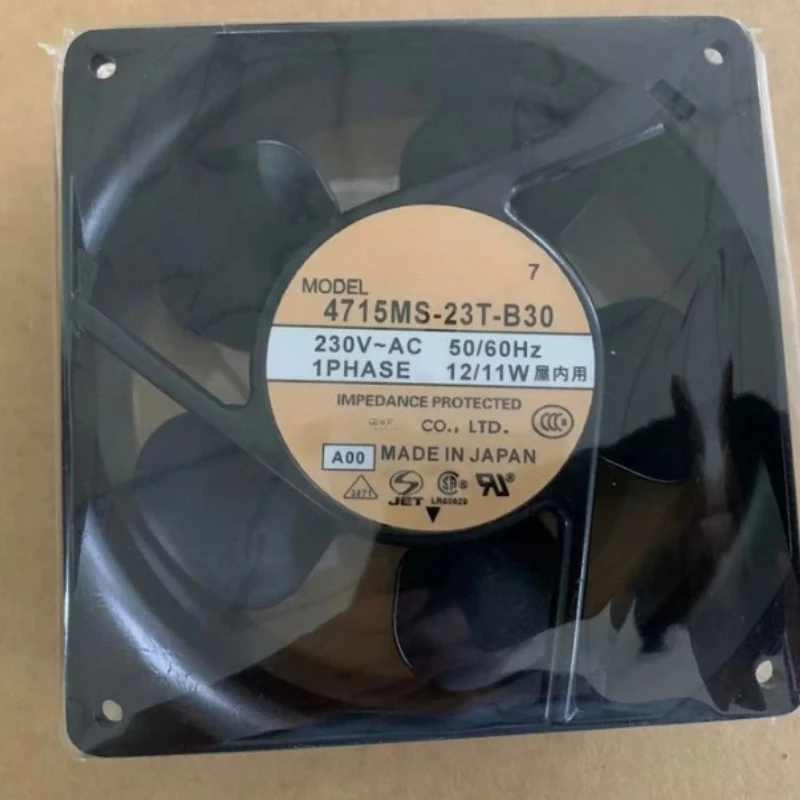 7
MODEL
4715MS-23T-B30
230V~AC 50/60Hz
1PHASE 12/11W 屋内用
IMPEDANCE PROTECTED
CO., LTD.
A00 MADE IN JAPAN
JET LR65629